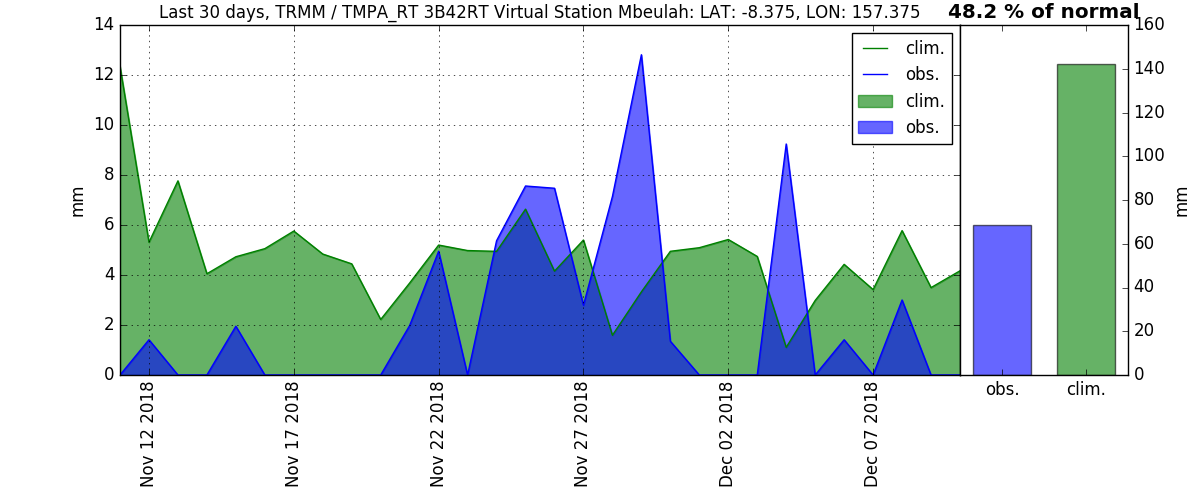 Last 30 days, TRMM / TMPA_RT 3B42RT Virtual Station Mbeulah: LAT: -8.375, LON: 157.375
48.2 % of normal
14
12
10
8
6
4
2
0
mm
clim.
obs.
clim.
obs.
Nov 12 2018
Nov 17 2018
Nov 22 2018
Nov 27 2018
Dec 02 2018
Dec 07 2018
160
140
120
100
80
60
40
20
0
mm
obs. clim.